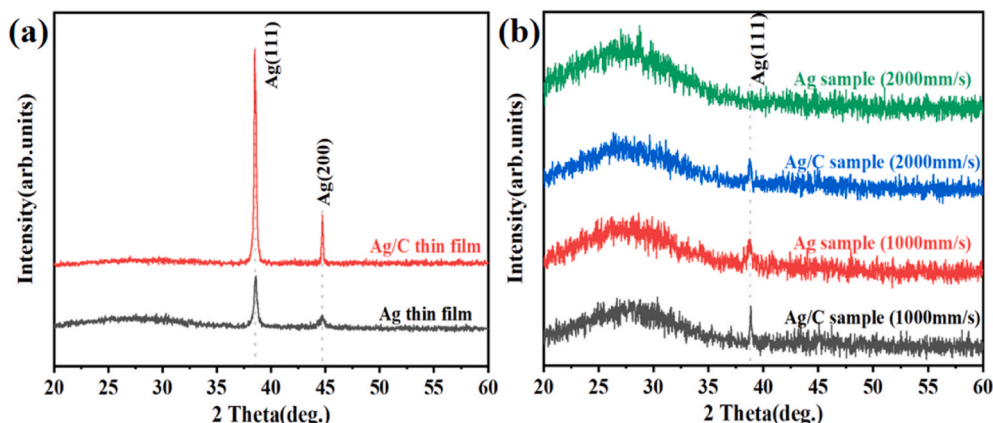 (a)
Intensity(arb.units)
Ag(111)
Ag(200)
Ag/C thin film
Ag thin film
20 25 30 35 40 45 50 55 60
2 Theta(deg.)
(b)
Intensity(arb.units)
Ag(111)
Ag sample (2000mm/s)
Ag/C sample (2000mm/s)
Ag sample (1000mm/s)
Ag/C sample (1000mm/s)
20 25 30 35 40 45 50 55 60
2 Theta(deg.)